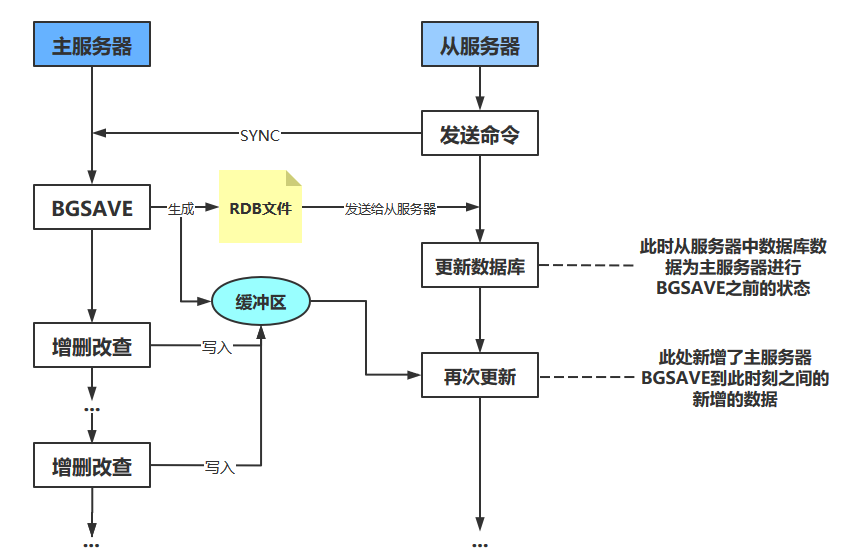 主服务器
从服务器
发送命令
SYNC
BGSAVE
生成
RDB文件
发送给从服务器
更新数据库
此时从服务器中数据库数
据为主服务器进行
BGSAVE之前的状态
缓冲区
增删改查
写入
再次更新
此处新增了主服务器
BGSAVE到此时刻之间的
新增的数据
...
增删改查
写入
...
...